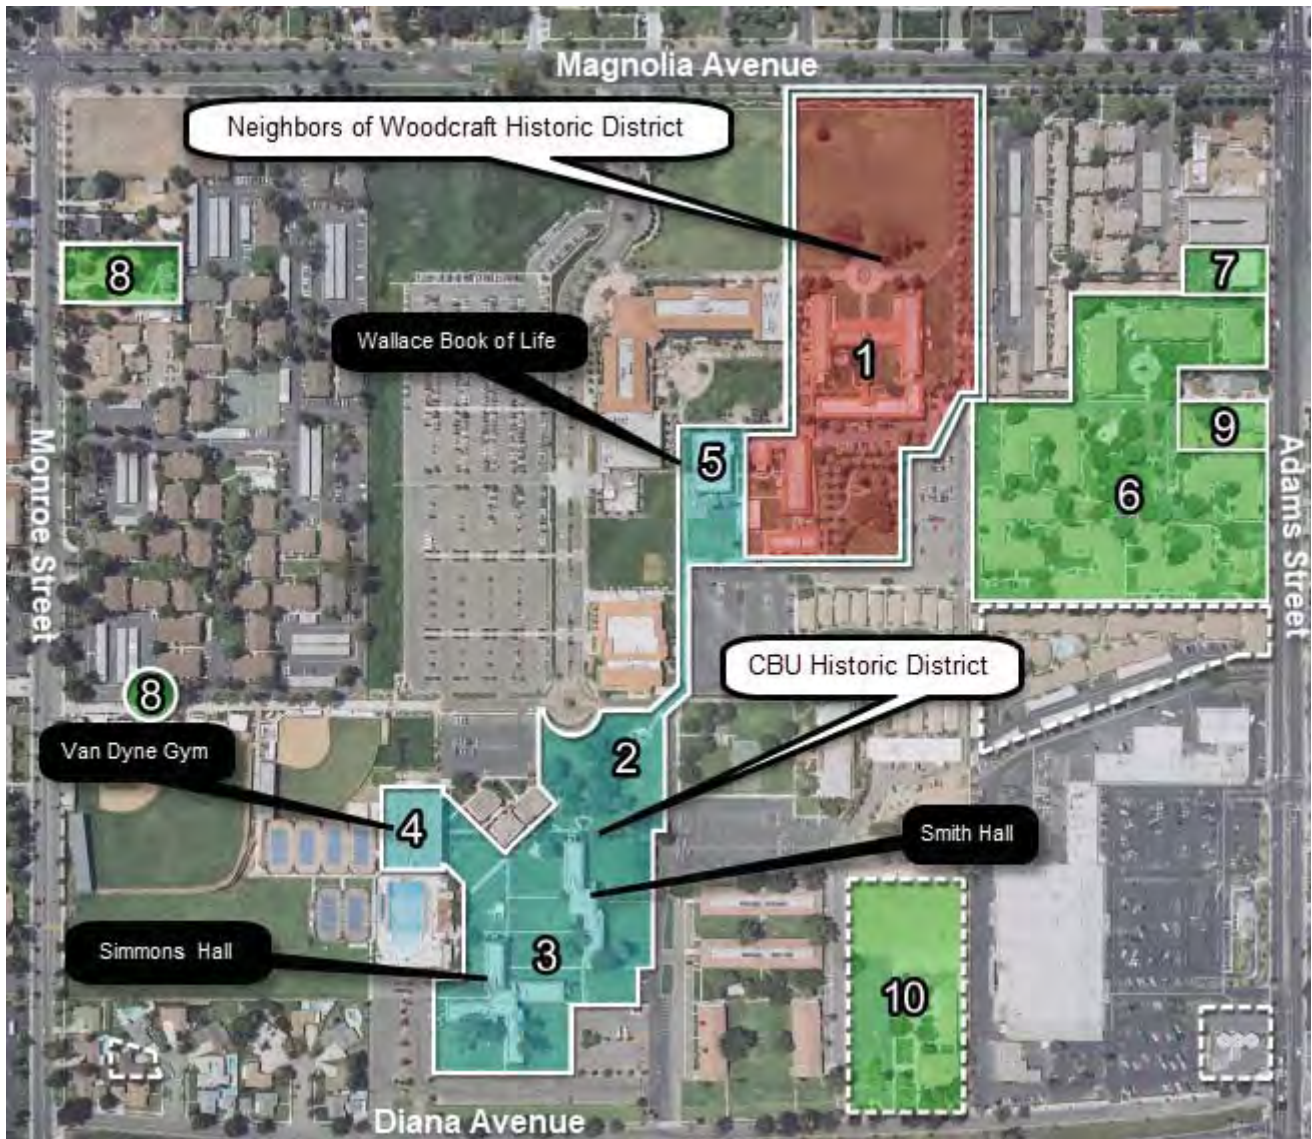 Magnolia Avenue
Neighbors of Woodcraft Historic District
8
7
Wallace Book of
Life
1
9
5
6
Monroe Street
Adams Street
CBU Historic District
8
2
Van Dyne Gym
4
Smith Hall
Simmons Hall
3
10
Diana Avenue